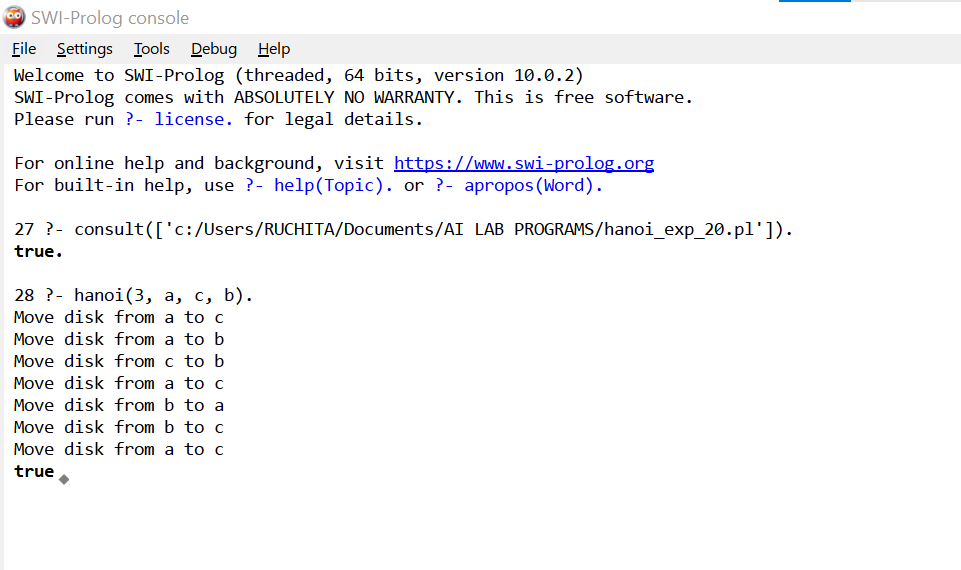 SWI-Prolog console
File Settings Tools Debug Help
Welcome to SWI-Prolog (threaded, 64 bits, version 10.0.2)
SWI-Prolog comes with ABSOLUTELY NO WARRANTY. This is free software.
Please run ?- license. for legal details.
For online help and background, visit https://www.swi-prolog.org
For built-in help, use ?- help(Topic). or ?- apropos(Word).
27 ?- consult(['c:/Users/RUCHITA/Documents/AI LAB PROGRAMS/hanoi_exp_20.pl']).
true.
28 ?- hanoi(3, a, c, b).
Move disk from a to c
Move disk from a to b
Move disk from c to b
Move disk from a to c
Move disk from b to a
Move disk from b to c
Move disk from a to c
true